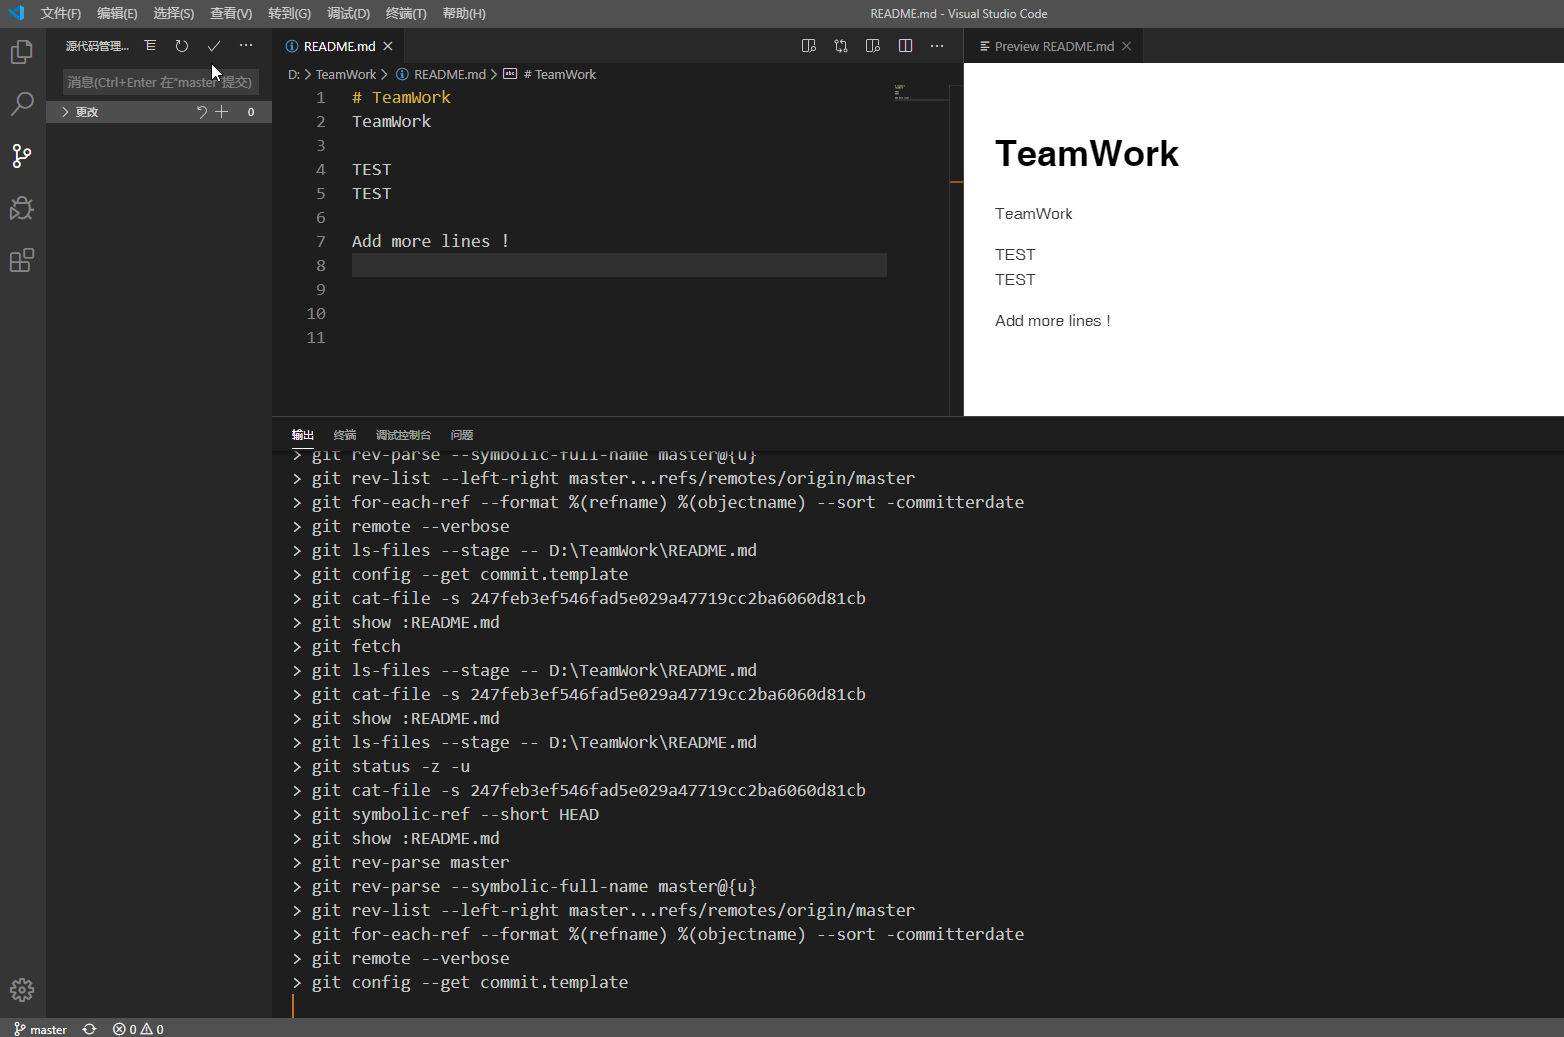 文件(F) 编辑(E) 选择(S) 查看(V) 转到(G) 调试(D) 终端(T) 帮助(H) README.md - Visual Studio Code
源代码管理...
消息(Ctrl+Enter 在"master"提交)
更改 0
README.md
D: > TeamWork > README.md > # TeamWork
1 # TeamWork
2 TeamWork
3
4 TEST
5 TEST
6
7 Add more lines !
8
9
10
11
Preview README.md
TeamWork
TeamWork
TEST
TEST
Add more lines !
输出 终端 调试控制台 问题
> git rev-parse --symbolic-full-name master@{u}
> git rev-list --left-right master...refs/remotes/origin/master
> git for-each-ref --format %(refname) %(objectname) --sort -committerdate
> git remote --verbose
> git ls-files --stage -- D:\TeamWork\README.md
> git config --get commit.template
> git cat-file -s 247feb3ef546fad5e029a47719cc2ba6060d81cb
> git show :README.md
> git fetch
> git ls-files --stage -- D:\TeamWork\README.md
> git cat-file -s 247feb3ef546fad5e029a47719cc2ba6060d81cb
> git show :README.md
> git ls-files --stage -- D:\TeamWork\README.md
> git status -z -u
> git cat-file -s 247feb3ef546fad5e029a47719cc2ba6060d81cb
> git symbolic-ref --short HEAD
> git show :README.md
> git rev-parse master
> git rev-parse --symbolic-full-name master@{u}
> git rev-list --left-right master...refs/remotes/origin/master
> git for-each-ref --format %(refname) %(objectname) --sort -committerdate
> git remote --verbose
> git config --get commit.template
master 0 0